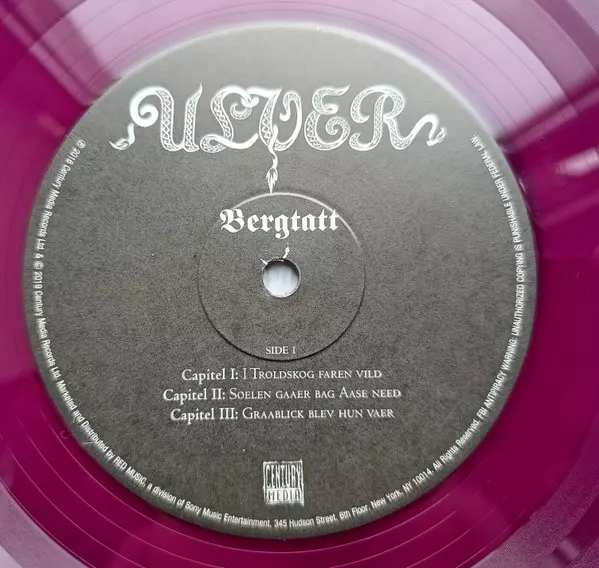 ULVER
Bergtatt
SIDE 1
Capitel I: I Troldskog faren vild
Capitel II: Soelen gaaer bag Aase need
Capitel III: Graablick blev hun vaer
CENTURY
MEDIA
℗ 2019 Century Media Records Ltd. & © 2019 Century Media Records Ltd. Marketed and Distributed by RED MUSIC, a division of Sony Music Entertainment, 345 Hudson Street, 6th Floor, New York, NY 10014. All Rights Reserved. FBI ANTIPIRACY WARNING: UNAUTHORIZED COPYING IS PUNISHABLE UNDER FEDERAL LAW